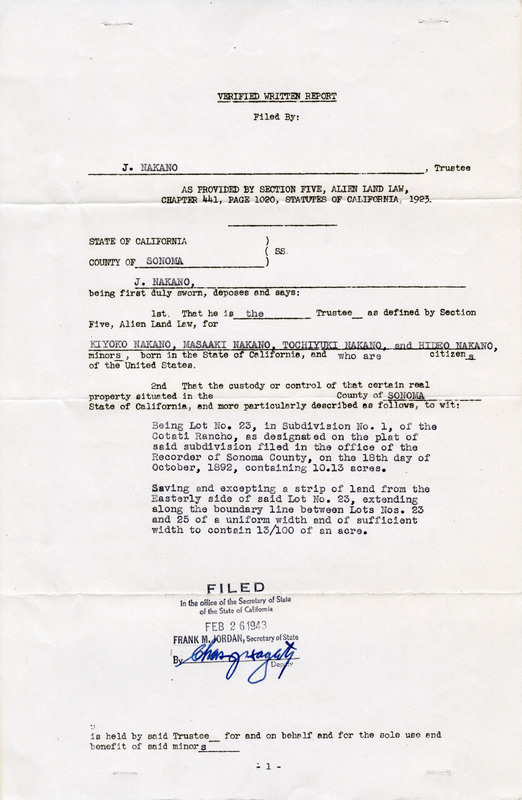 VERIFIED WRITTEN REPORT
Filed By:
J. NAKANO, Trustee
AS PROVIDED BY SECTION FIVE, ALIEN LAND LAW,
CHAPTER 441, PAGE 1020, STATUTES OF CALIFORNIA, 1923.
STATE OF CALIFORNIA )
( SS.
COUNTY OF SONOMA )
J. NAKANO,
being first duly sworn, deposes and says:
1st. That he is the Trustee as defined by Section
Five, Alien Land Law, for
KIYOKO NAKANO, MASAAKI NAKANO, TOCHIYUKI NAKANO, and HIDEO NAKANO,
minors, born in the State of California, and who are citizens
of the United States.
2nd That the custody or control of that certain real
property situated in the County of SONOMA
State of California, and more particularly described as follows, to wit:
Being Lot No. 23, in Subdivision No. 1, of the
Cotati Rancho, as designated on the plat of
said subdivision filed in the office of the
Recorder of Sonoma County, on the 18th day of
October, 1892, containing 10.13 acres.
Saving and excepting a strip of land from the
Easterly side of said Lot No. 23, extending
along the boundary line between Lots Nos. 23
and 25 of a uniform width and of sufficient
width to contain 13/100 of an acre.
FILED
In the office of the Secretary of State
of the State of California
FEB 26 1943
FRANK M. JORDAN, Secretary of State
By
Deputy
is held by said Trustee for and on behalf and for the sole use and
benefit of said minors
- 1 -